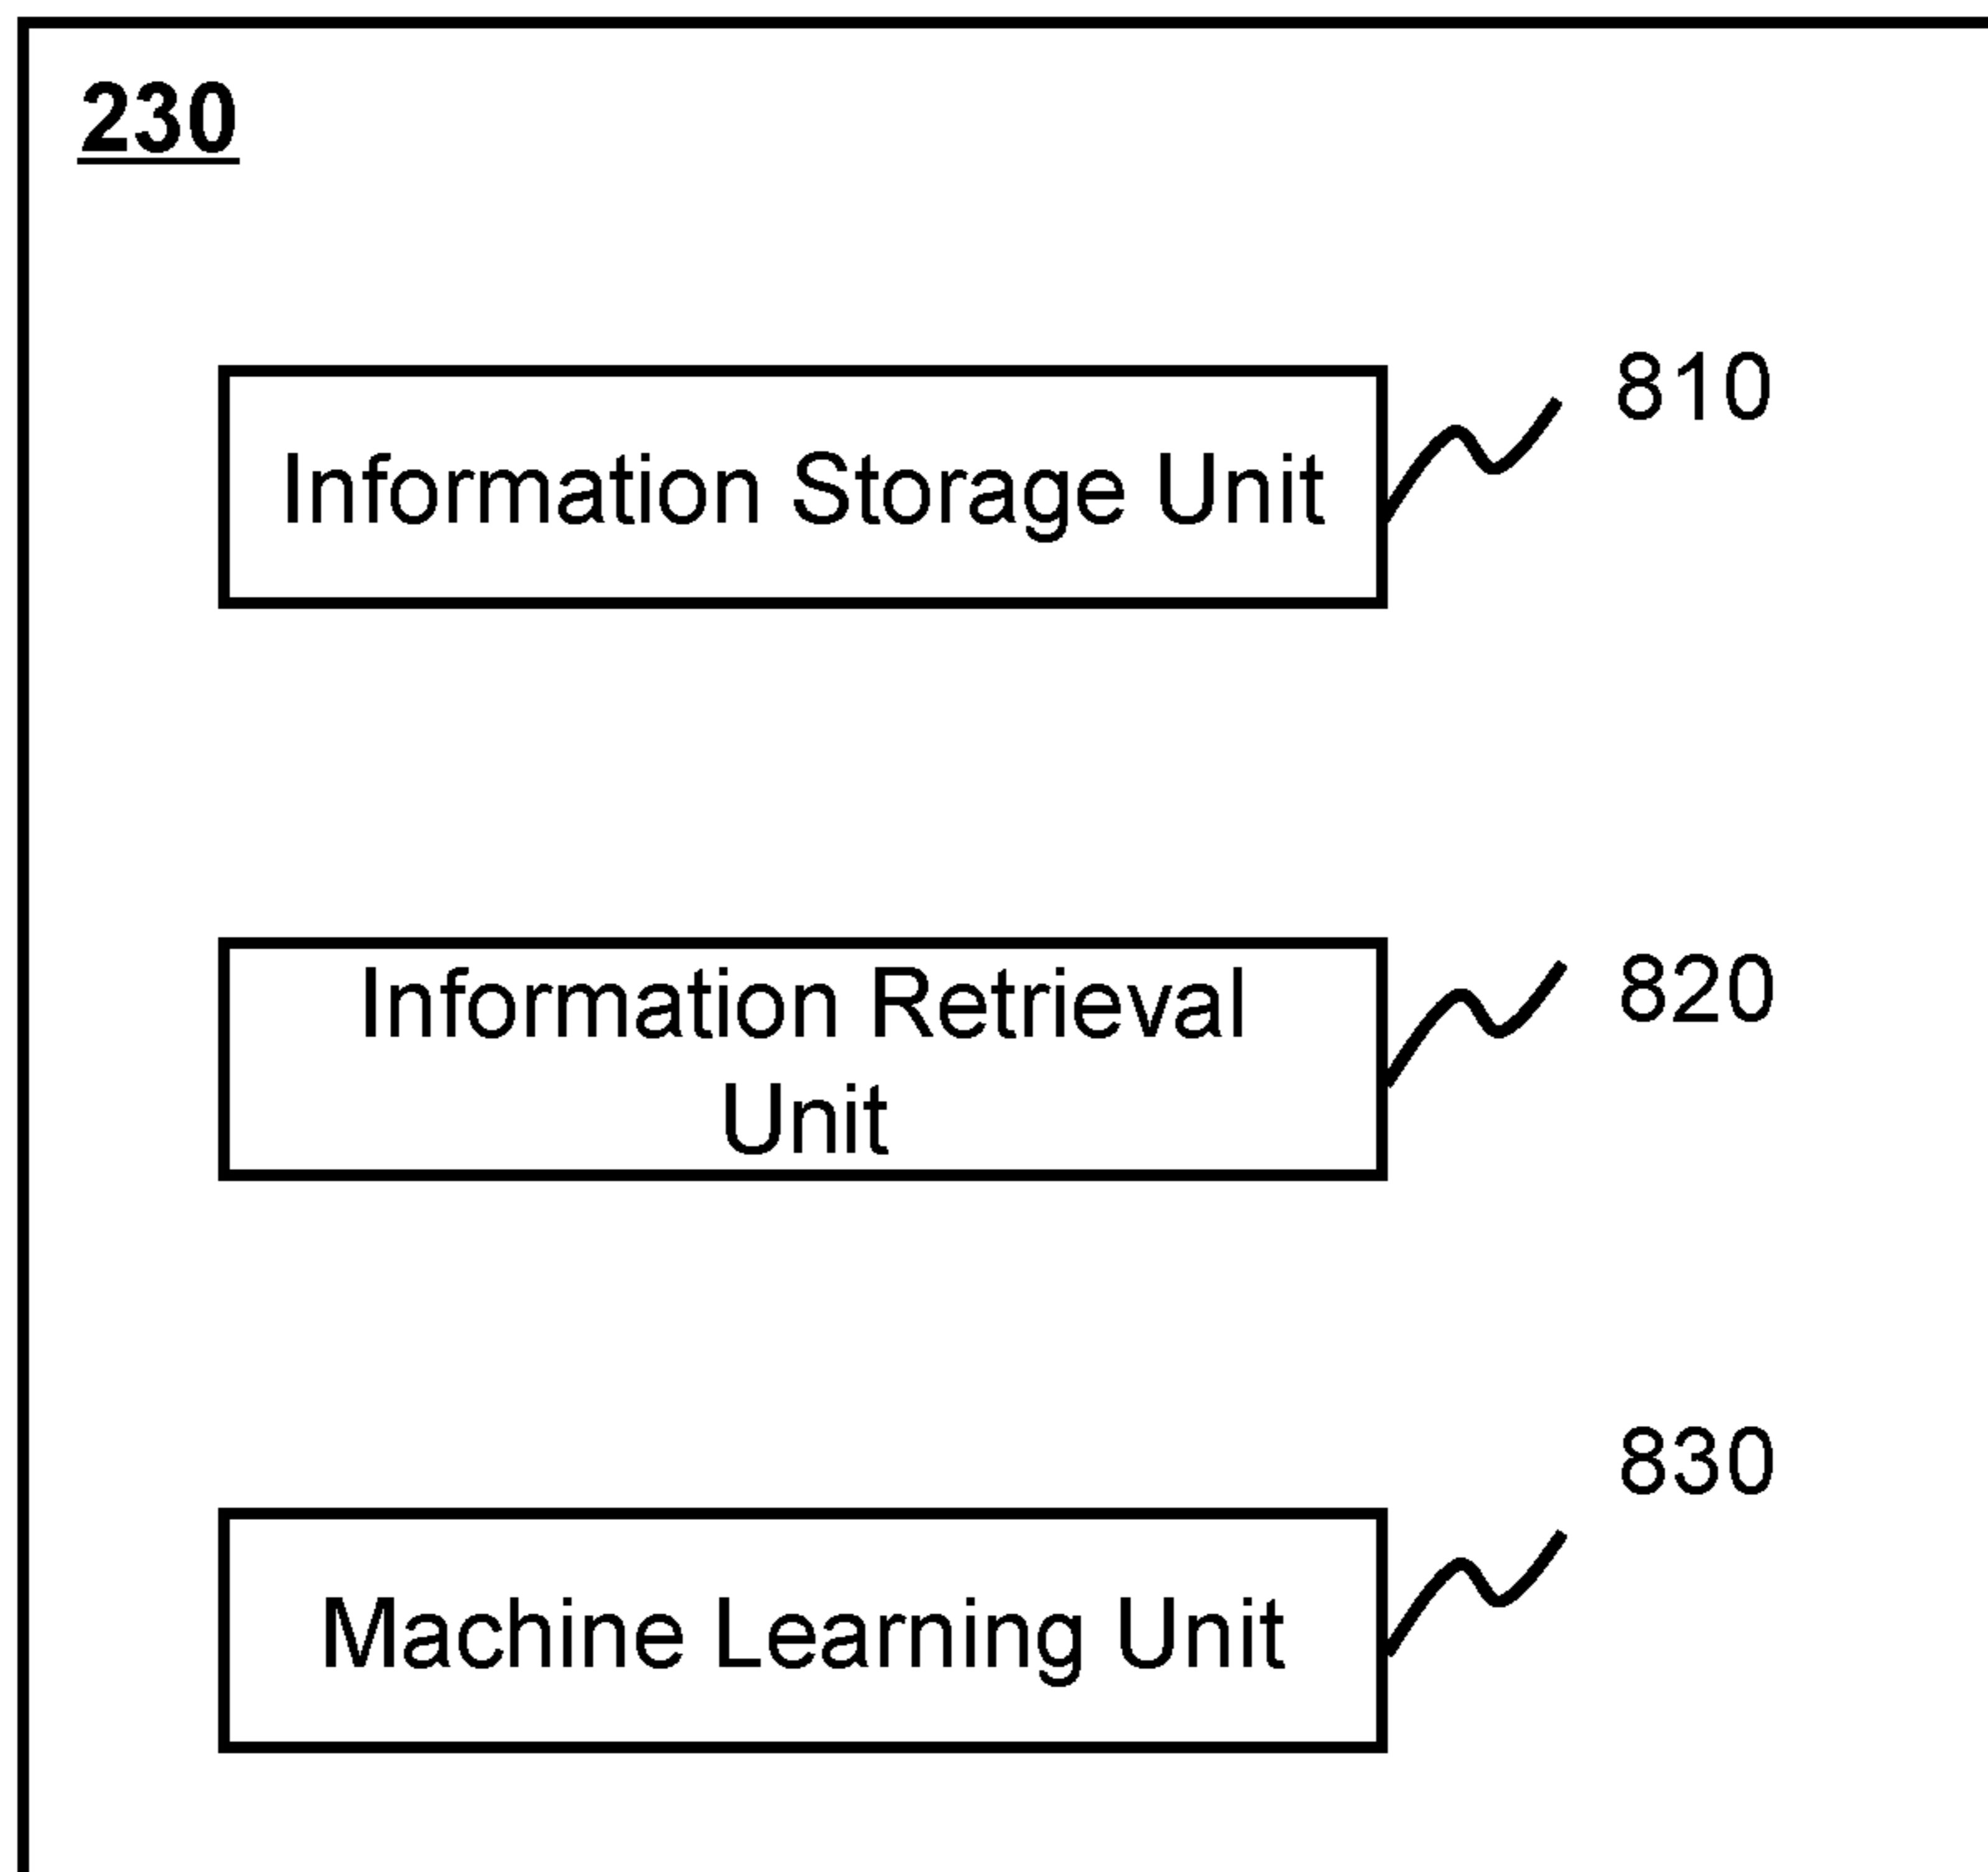 230
810
Information Storage Unit
820
Information Retrieval
Unit
830
Machine Learning Unit